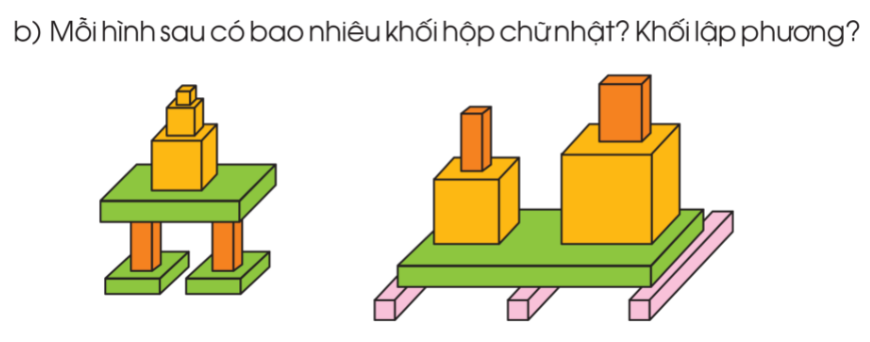 b) Mỗi hình sau có bao nhiêu khối hộp chữ nhật? Khối lập phương?